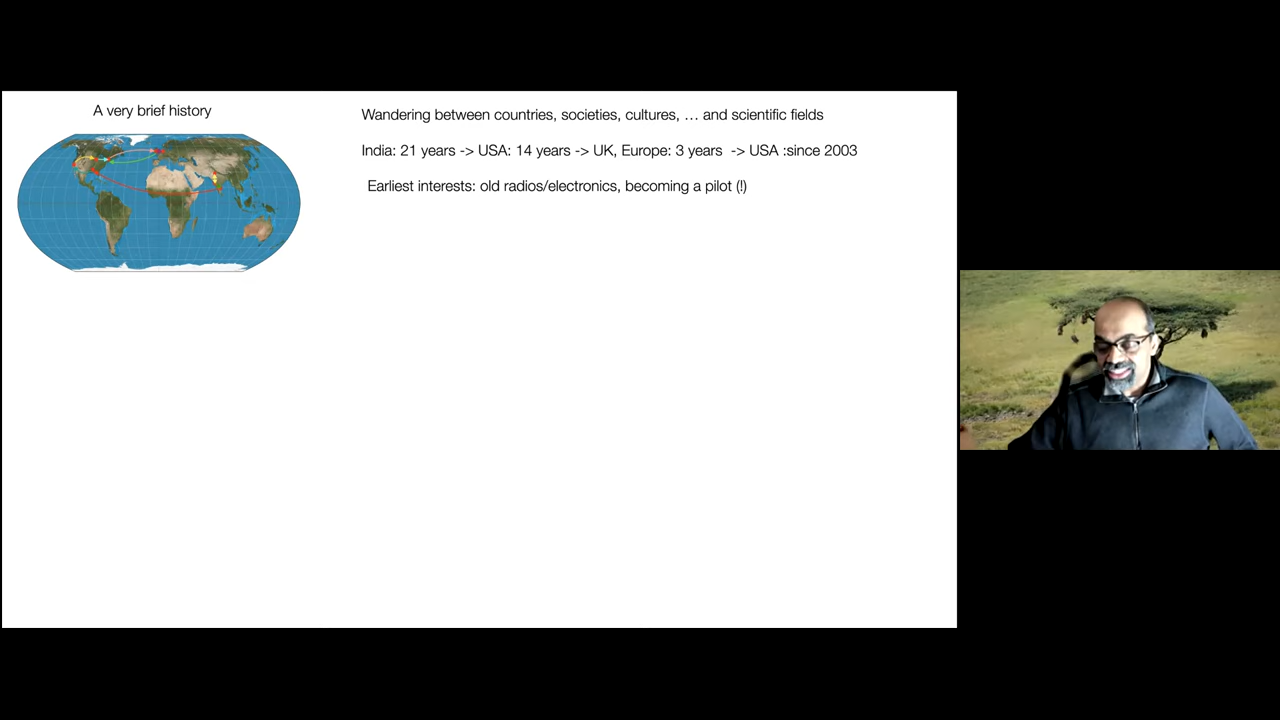 A very brief history
Wandering between countries, societies, cultures, … and scientific fields
India: 21 years -> USA: 14 years -> UK, Europe: 3 years -> USA :since 2003
Earliest interests: old radios/electronics, becoming a pilot (!)